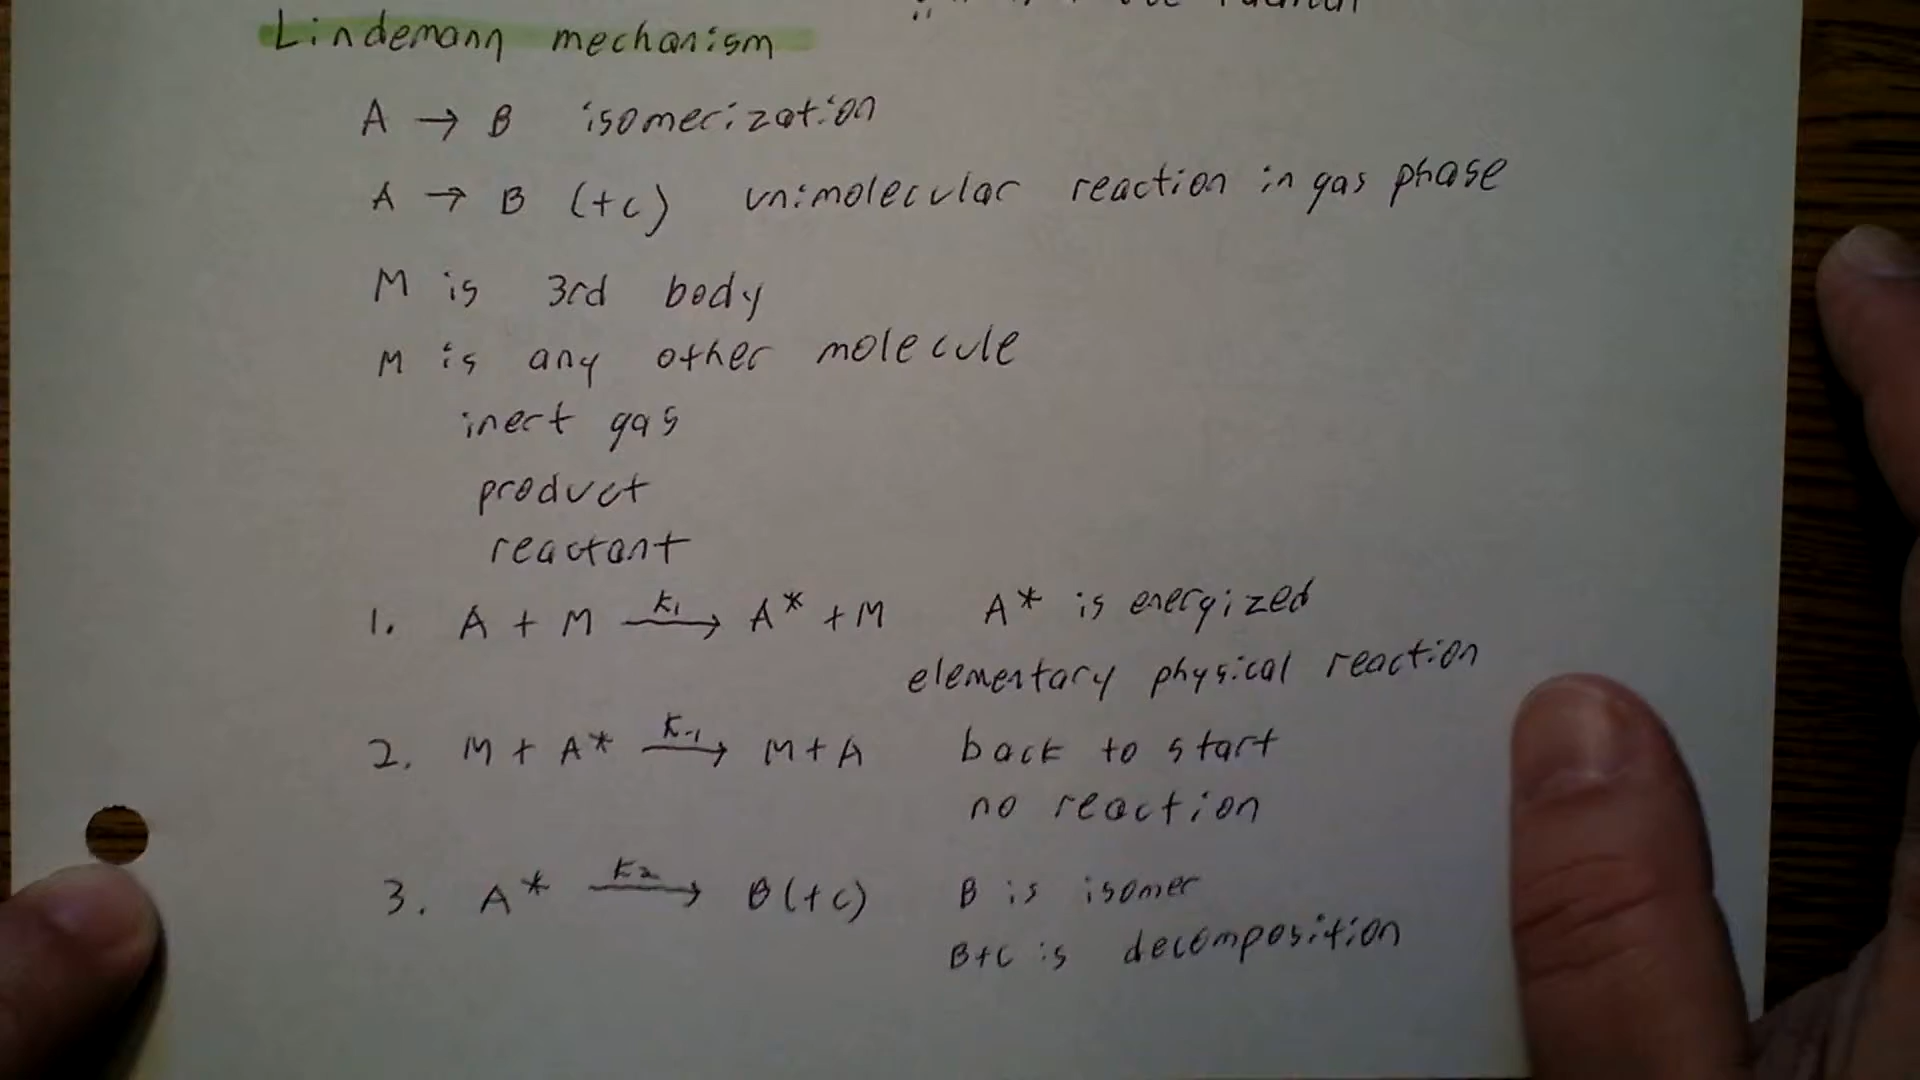 Lindemann mechanism
A → B isomerization
A → B (+C) unimolecular reaction in gas phase
M is 3rd body
M is any other molecule
inert gas
product
reactant
1. A + M k₁→ A* + M A* is energized
elementary physical reaction
2. M + A* k₋₁→ M + A back to start
no reaction
3. A* k₂→ B(+C) B is isomer
B+C is decomposition